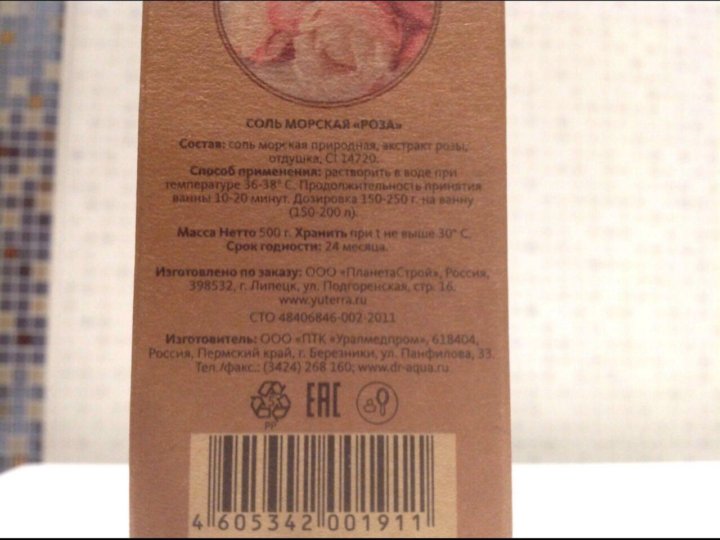 СОЛЬ МОРСКАЯ «РОЗА»
Состав: соль морская природная, экстракт розы,
отдушка, CI 14720.
Способ применения: растворить в воде при
температуре 36-38° С. Продолжительность принятия
ванны 10-20 минут. Дозировка 150-250 г. на ванну
(150-200 л).
Масса Нетто 500 г. Хранить при t не выше 30° С.
Срок годности: 24 месяца.
Изготовлено по заказу: ООО «ПланетаСтрой», Россия,
398532, г. Липецк, ул. Подгоренская, стр. 16.
www.yuterra.ru
СТО 48406846-002-2011
Изготовитель: ООО «ПТК «Уралмедпром», 618404,
Россия, Пермский край, г. Березники, ул. Панфилова, 33.
Тел./факс.: (3424) 268 160; www.dr-aqua.ru
5 EAC
PP
4 605342 001911